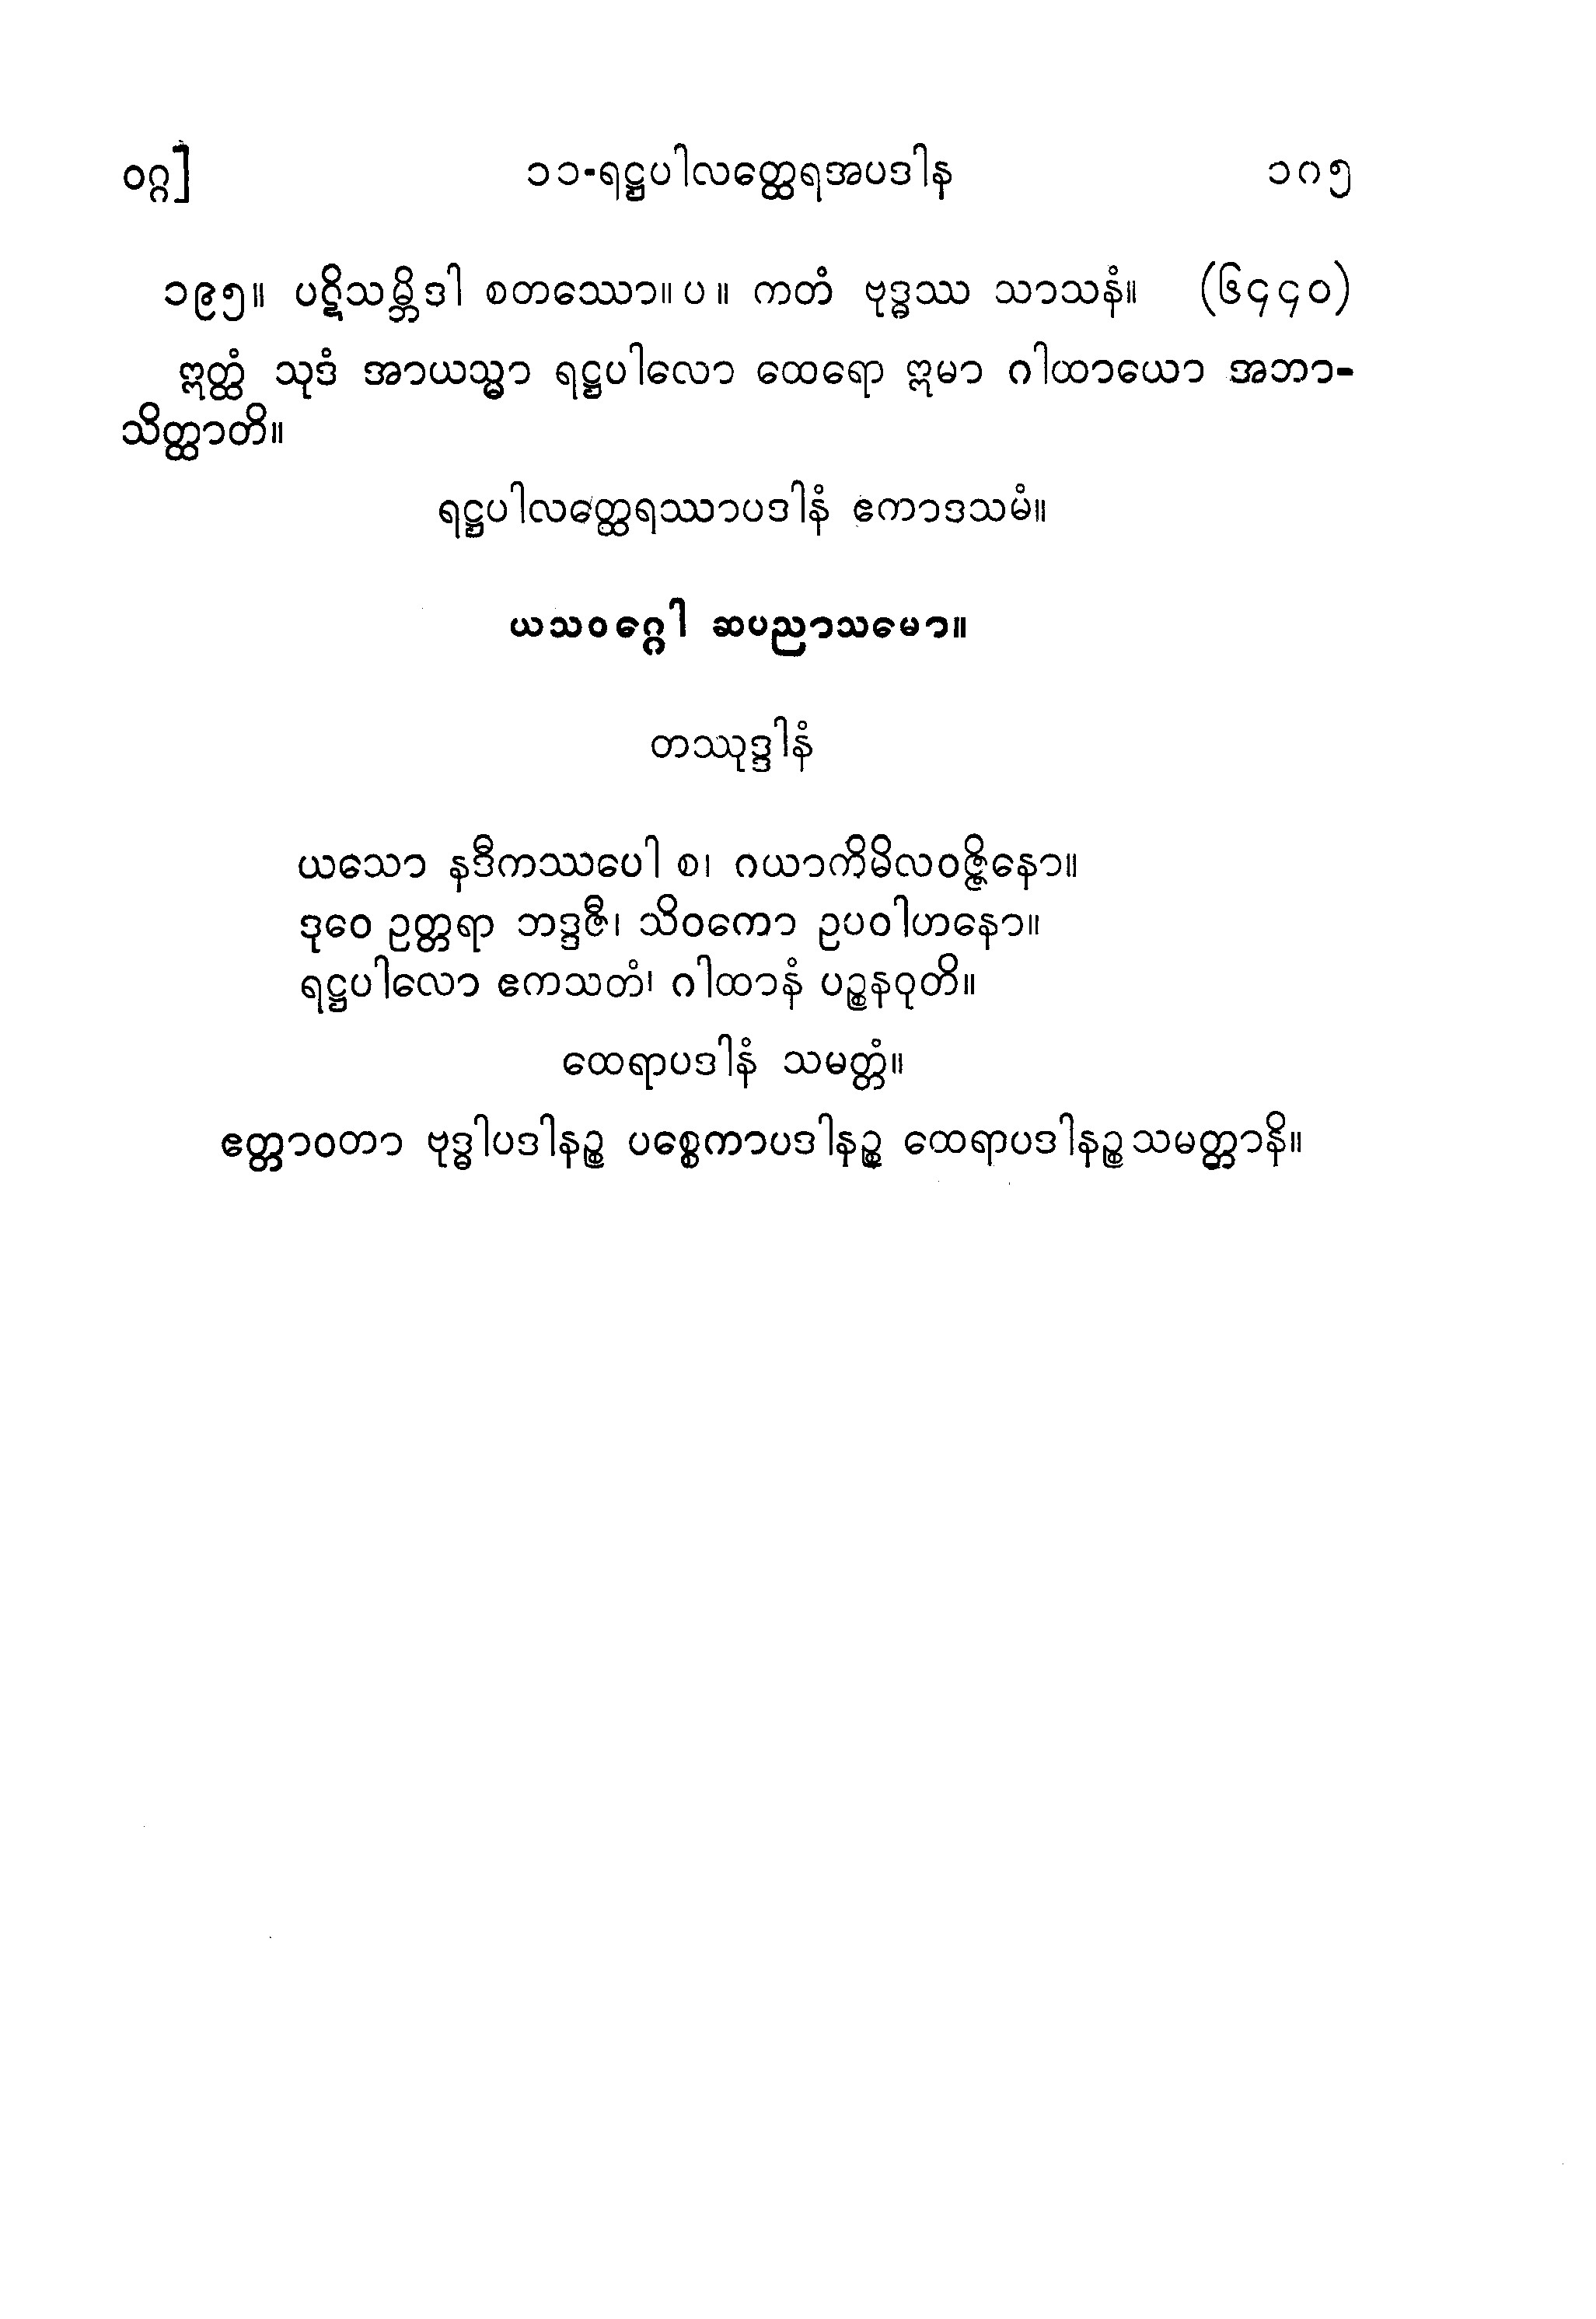 ဝဂ္ဂ] ၁၁-ရဋ္ဌပါလတ္ထေရအပဒါန ၁ဂ၅
၁၉၅။ ပဋိသမ္ဘိဒါ စတဿော။ ပ ။ ကတံ ဗုဒ္ဓဿ သာသနံ။ (၆၄၄၀)
ဣတ္ထံ သုဒံ အာယသ္မာ ရဋ္ဌပါလော ထေရော ဣမာ ဂါထာယော အဘာ-
သိတ္ထာတိ။
ရဋ္ဌပါလတ္ထေရဿာပဒါနံ ဧကာဒသမံ။
ယသဝဂ္ဂေါ ဆပညာသမော။
တဿုဒ္ဒါနံ
ယသော နဒီကဿပေါ စ၊ ဂယာကိမိလဝဇ္ဇိနော။
ဒုဝေ ဥတ္တရာ ဘဒ္ဒဇီ၊ သိဝကော ဥပဝါဟနော။
ရဋ္ဌပါလော ဧကသတံ၊ ဂါထာနံ ပဉ္စနဝုတိ။
ထေရာပဒါနံ သမတ္တံ။
ဧတ္တာဝတာ ဗုဒ္ဓါပဒါနဉ္စ ပစ္စေကာပဒါနဉ္စ ထေရာပဒါနဉ္စ သမတ္တာနိ။